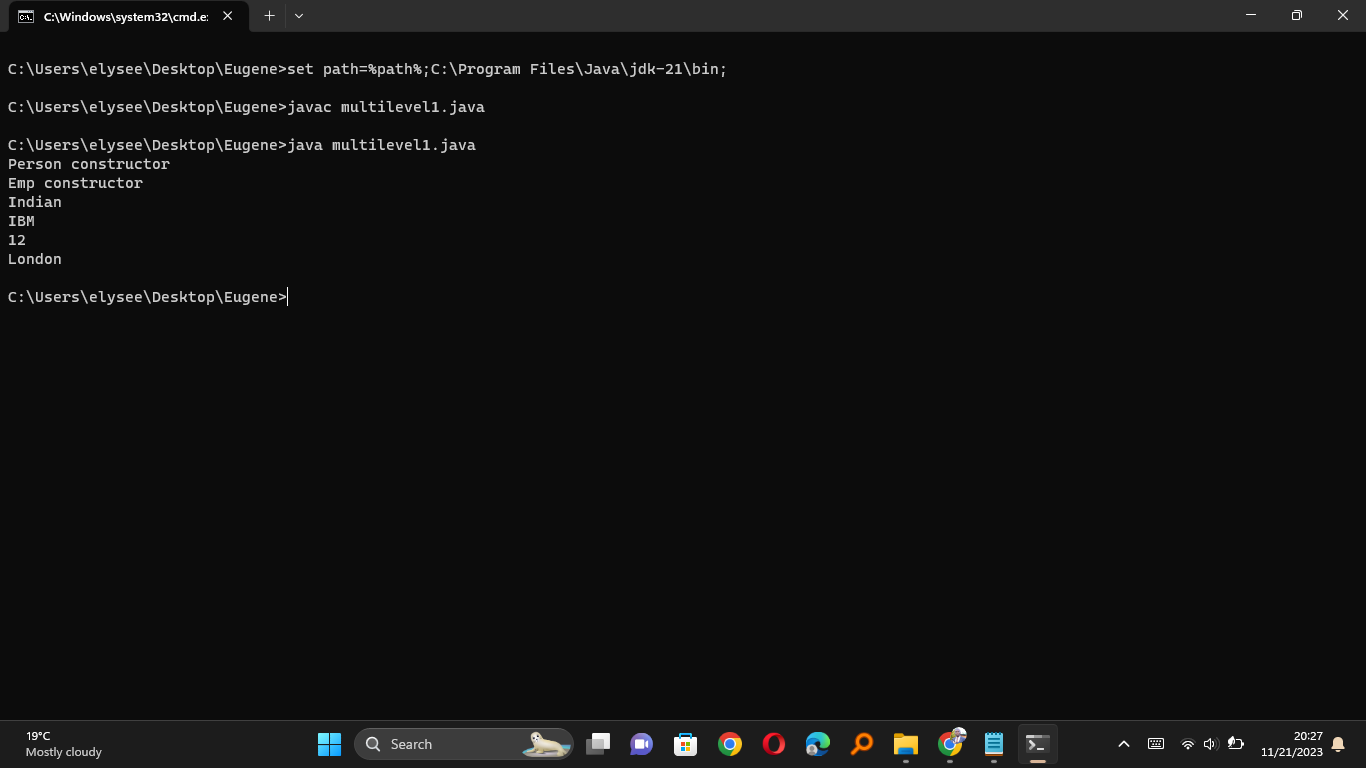 C:\Windows\system32\cmd.e:
C:\Users\elysee\Desktop\Eugene>set path=%path%;C:\Program Files\Java\jdk-21\bin;
C:\Users\elysee\Desktop\Eugene>javac multilevel1.java
C:\Users\elysee\Desktop\Eugene>java multilevel1.java
Person constructor
Emp constructor
Indian
IBM
12
London
C:\Users\elysee\Desktop\Eugene>
19°C
Mostly cloudy
Search
20:27
11/21/2023